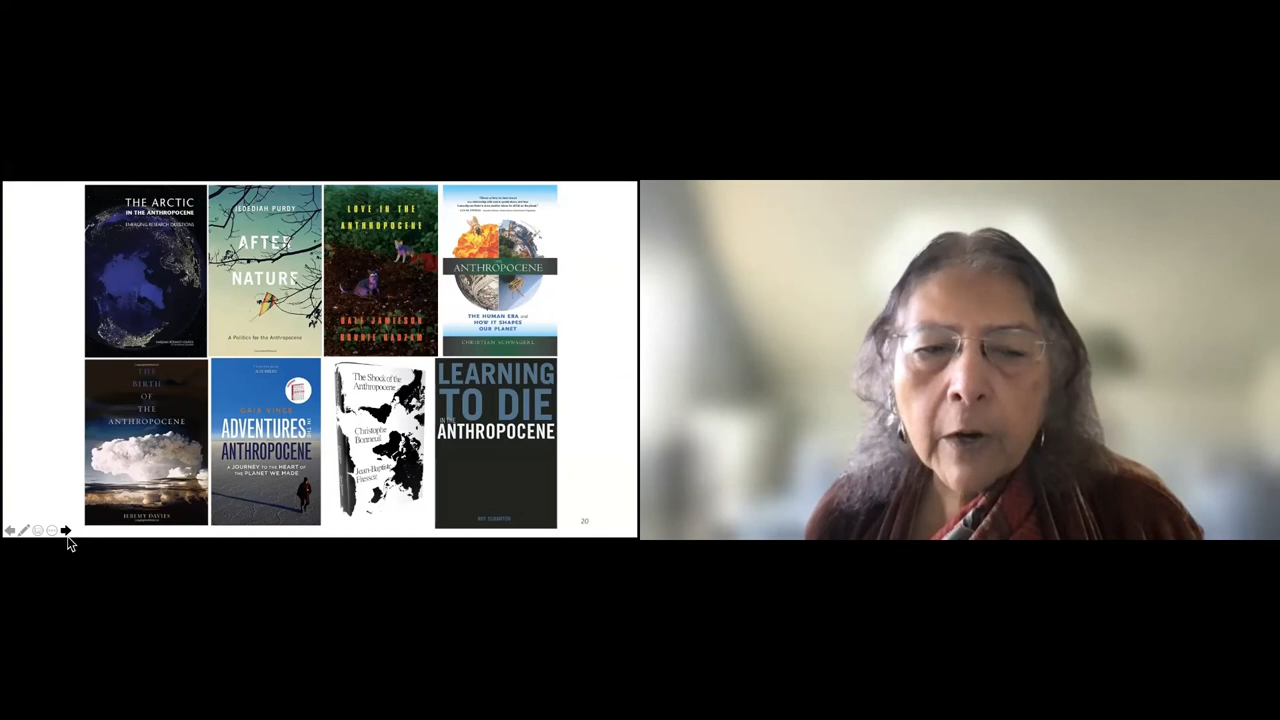 THE ARCTIC
IN THE ANTHROPOCENE
EMERGING RESEARCH QUESTIONS
JEDEDIAH PURDY
AFTER
NATURE
A Politics for the Anthropocene
LOVE IN THE
ANTHROPOCENE
DALE JAMIESON
BONNIE NADZAM
ANTHROPOCENE
THE HUMAN ERA and
HOW IT SHAPES
OUR PLANET
CHRISTIAN SCHWÄGERL
THE
BIRTH
OF
THE
ANTHROPOCENE
JEREMY DAVIES
GAIA VINCE
ADVENTURES
IN THE
ANTHROPOCENE
A JOURNEY TO THE HEART OF
THE PLANET WE MADE
The Shock of the
Anthropocene
Christophe
Bonneuil
Jean-Baptiste
Fressoz
LEARNING
TO DIE
IN THE
ANTHROPOCENE
ROY SCRANTON
20